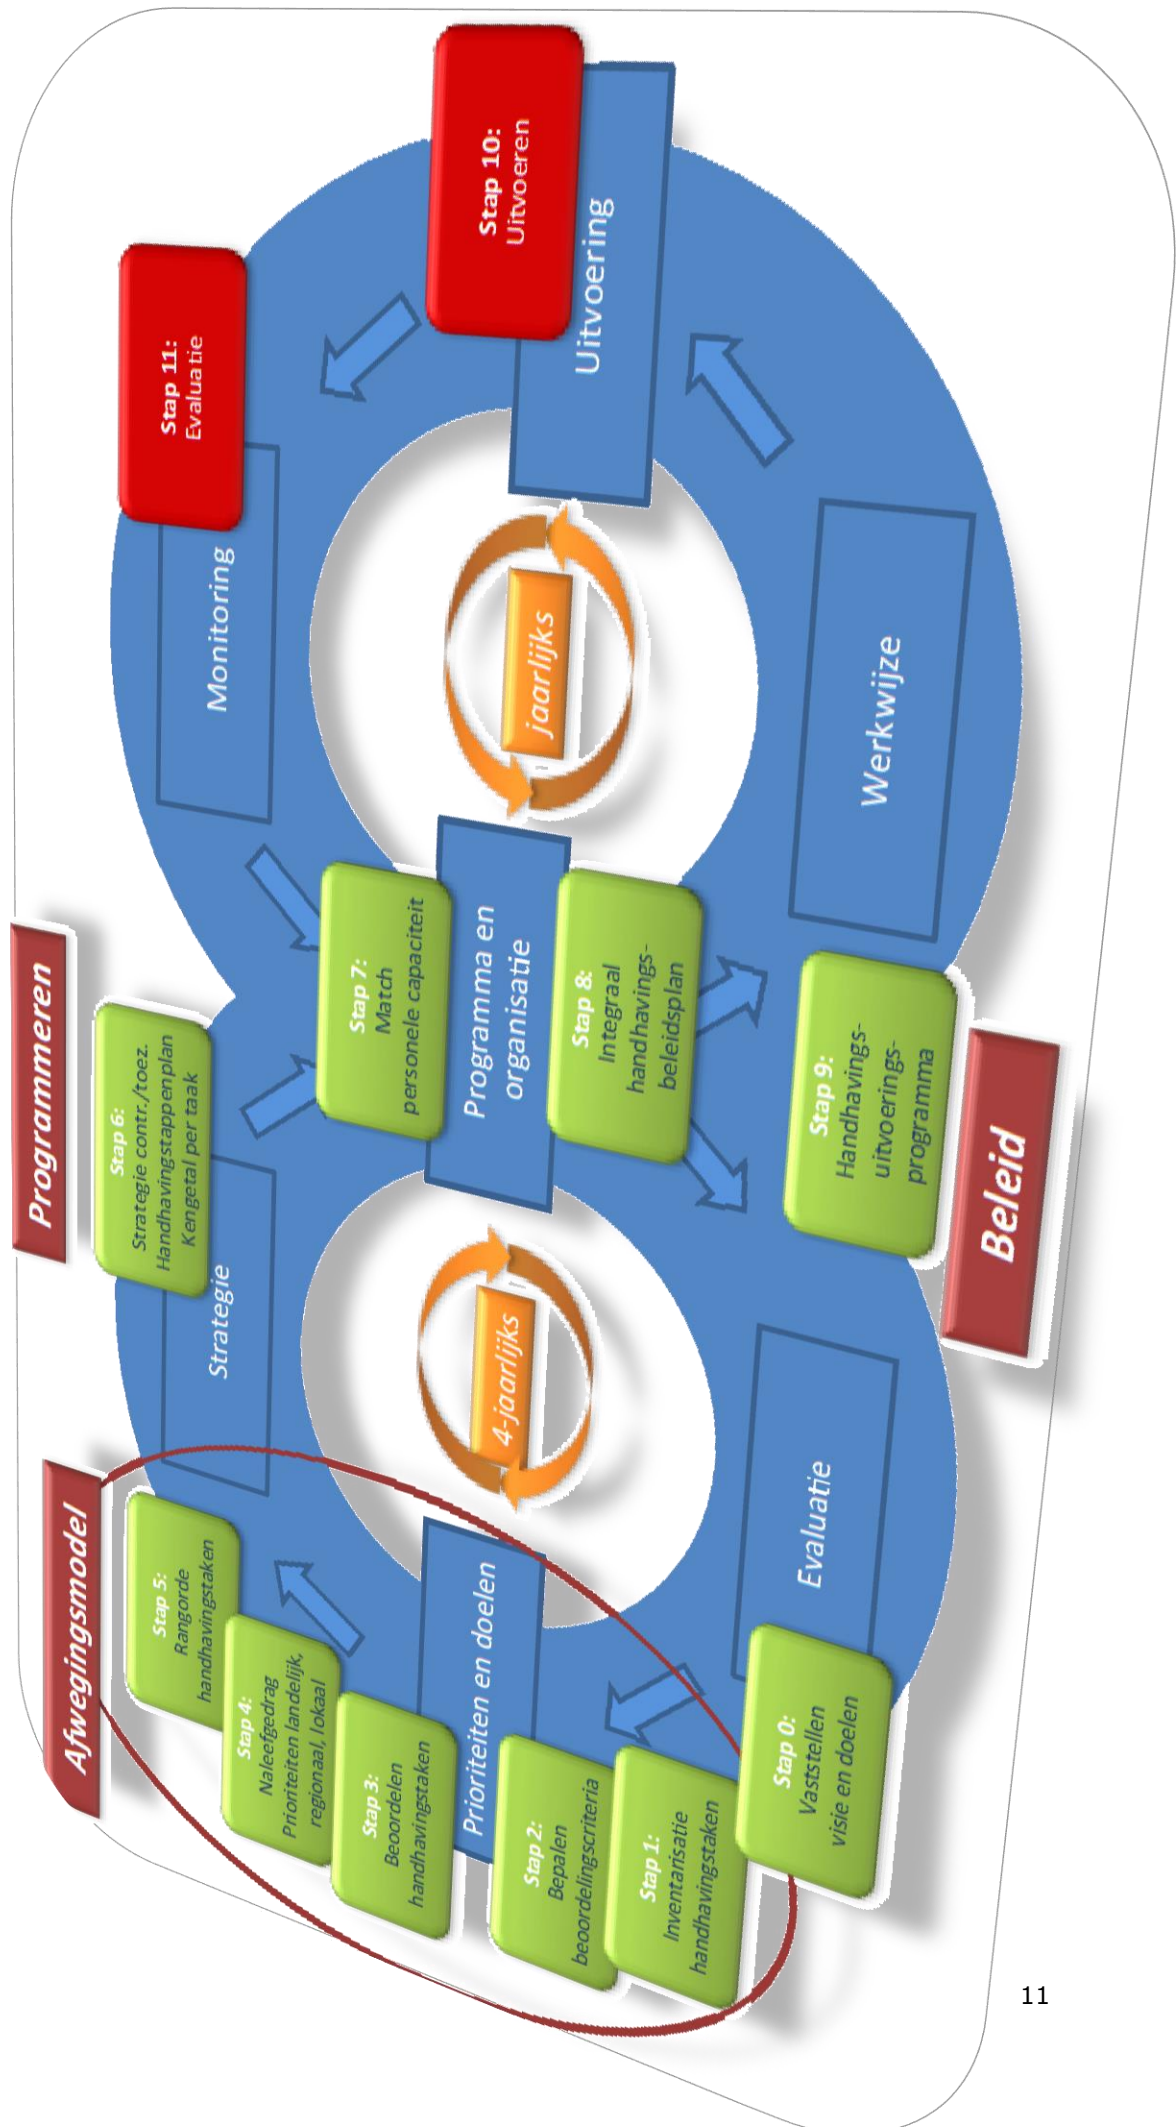 Afwegingsmodel
Programmeren
Beleid
Stap 0:
Vaststellen
visie en doelen
Stap 1:
Inventarisatie
handhavingstaken
Stap 2:
Bepalen
beoordelingscriteria
Stap 3:
Beoordelen
handhavingstaken
Stap 4:
Naleefgedrag
Prioriteiten landelijk,
regionaal, lokaal
Stap 5:
Rangorde
handhavingstaken
Prioriteiten en doelen
Evaluatie
4-jaarlijks
Strategie
Stap 6:
Strategie contr./toez.
Handhavingstappenplan
Kengetal per taak
Stap 7:
Match
personele capaciteit
Programma en
organisatie
Stap 8:
Integraal
handhavings-
beleidsplan
Stap 9:
Handhavings-
uitvoerings-
programma
jaarlijks
Werkwijze
Monitoring
Uitvoering
Stap 10:
Uitvoeren
Stap 11:
Evaluatie
11